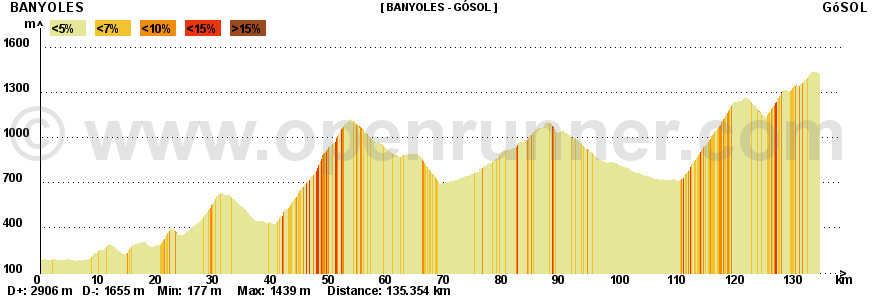 BANYOLES [ BANYOLES - GÓSOL ] GóSOL
m
<5% <7% <10% <15% >15%
1600
1300
© www.openrunner.com
1000
700
400
100
0 10 20 30 40 50 60 70 80 90 100 110 120 130 km
D+: 2906 m D-: 1655 m Min: 177 m Max: 1439 m Distance: 135.354 km